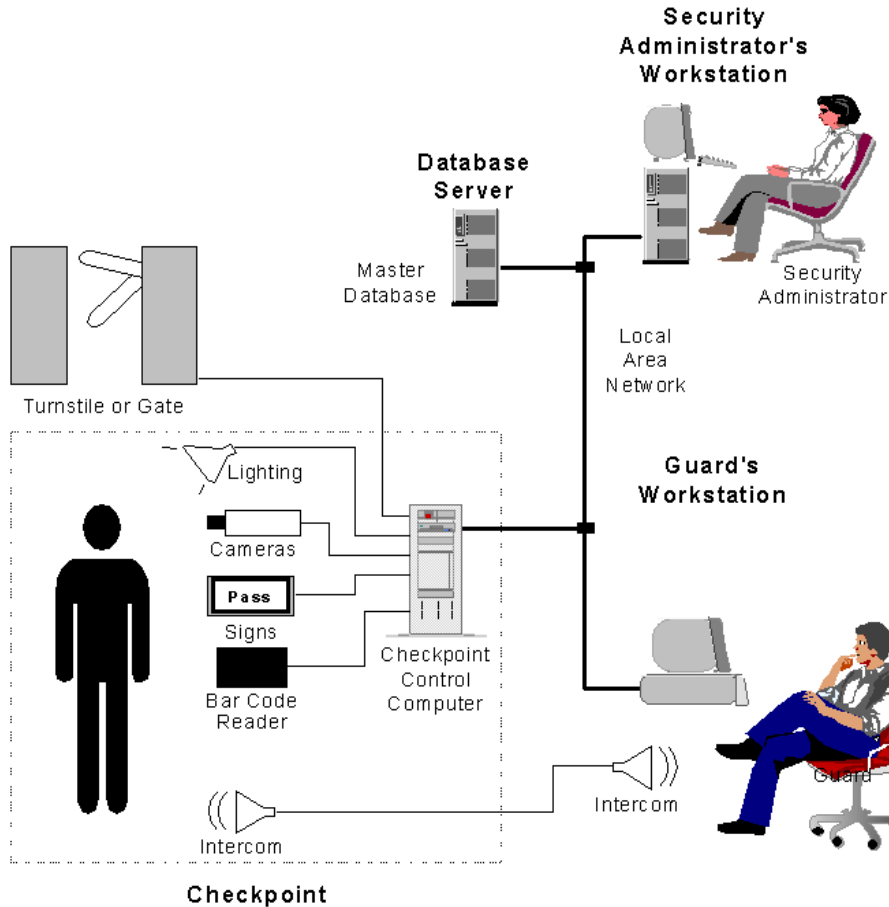 Security
Administrator's
Workstation
Database
Server
Master
Database
Security
Administrator
Local
Area
Network
Turnstile or Gate
Lighting
Guard's
Workstation
Cameras
Pass
Signs
Checkpoint
Control
Computer
Bar Code
Reader
Guard
Intercom
Intercom
Checkpoint